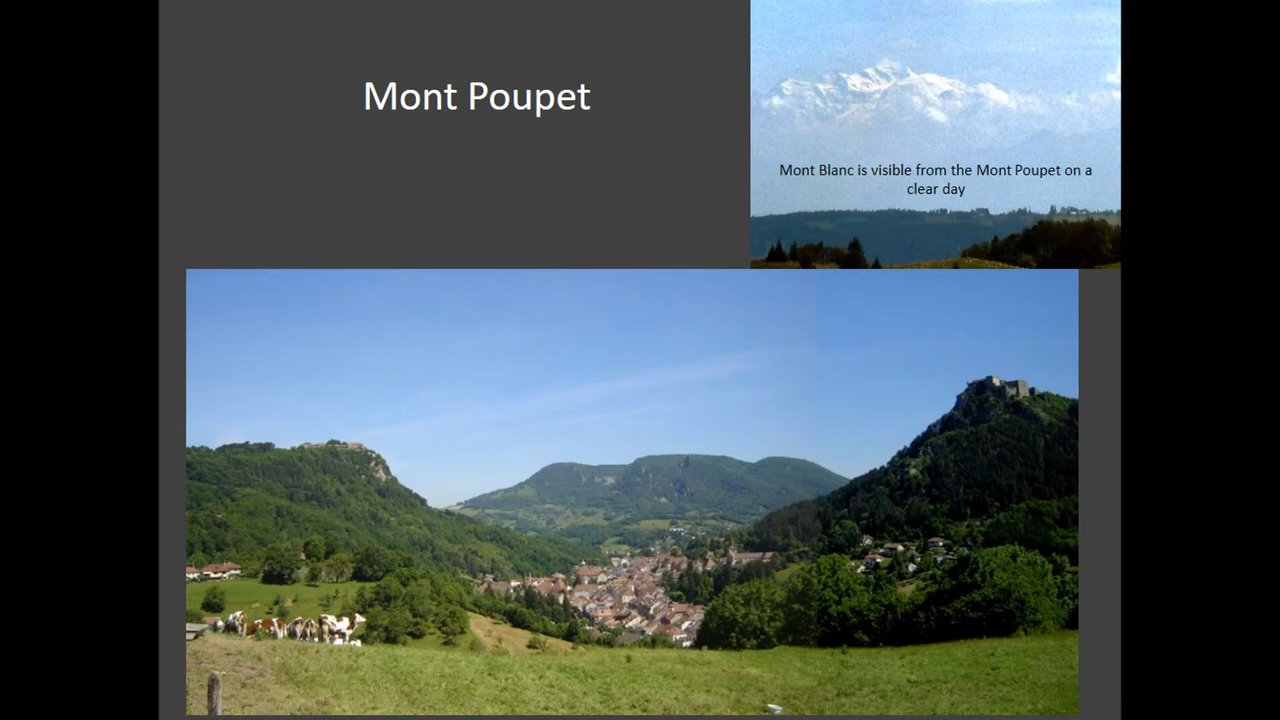 Mont Poupet
Mont Blanc is visible from the Mont Poupet on a
clear day